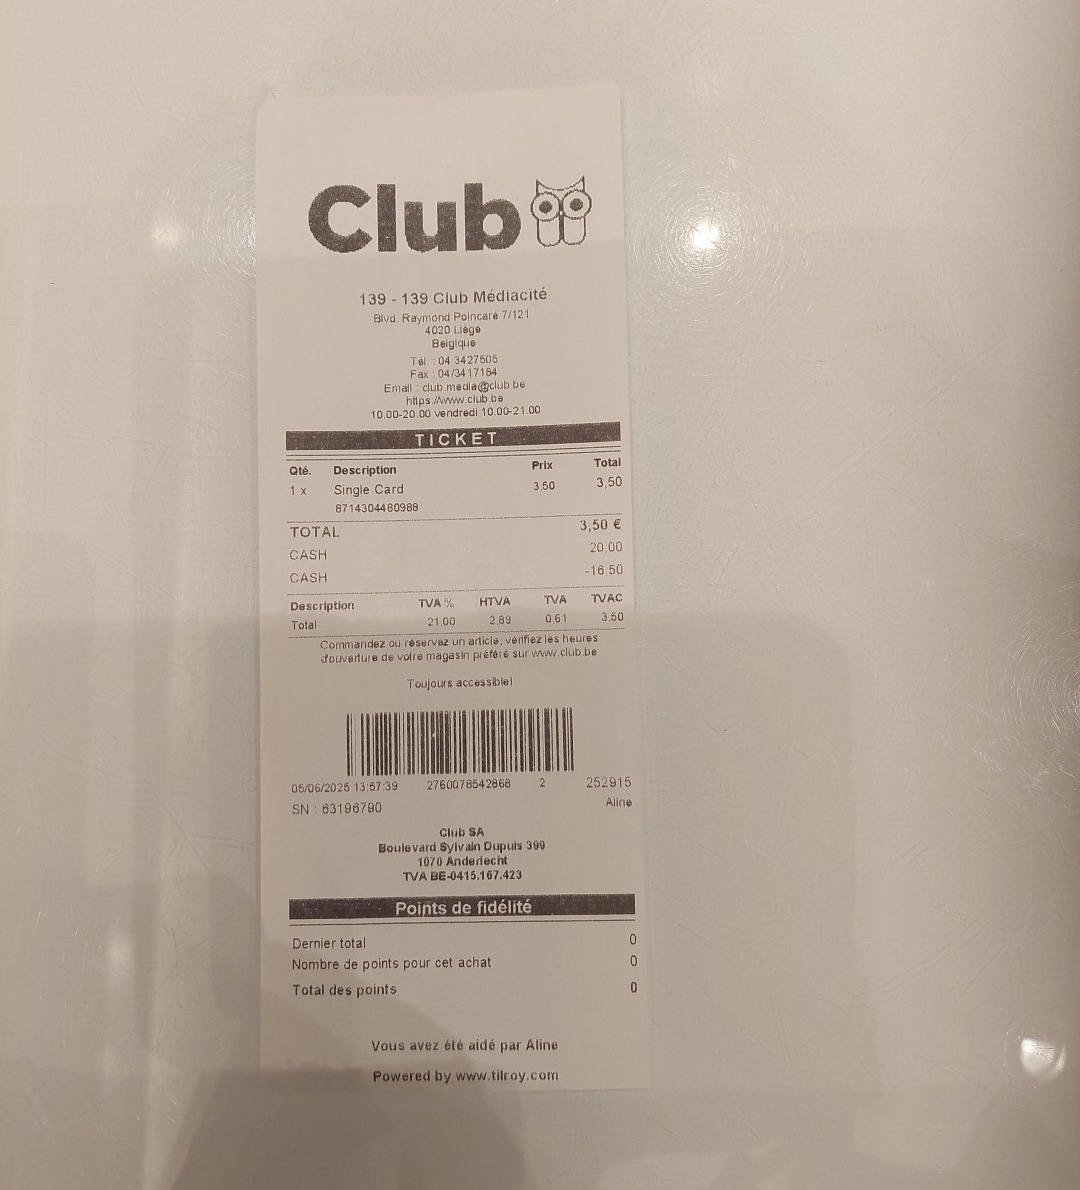 Club
139 - 139 Club Médiacité
Blvd. Raymond Poincaré 7/121
4020 Liège
Belgique
Tél. : 04 3427505
Fax : 04/3417184
Email : club.media@club.be
https://www.club.be
10.00-20.00 vendredi 10.00-21.00
TICKET
Qté. Description Prix Total
1 x Single Card 3,50 3,50
8714304480988
TOTAL 3,50 €
CASH 20,00
CASH -16,50
Description TVA % HTVA TVA TVAC
Total 21,00 2,89 0,61 3,50
Commandez ou réservez un article, vérifiez les heures
d'ouverture de votre magasin préféré sur www.club.be
Toujours accessible!
05/06/2025 13:57:39 2760078542868 2 252915
SN : 63196790 Aline
Club SA
Boulevard Sylvain Dupuis 399
1070 Anderlecht
TVA BE-0415.167.423
Points de fidélité
Dernier total 0
Nombre de points pour cet achat 0
Total des points 0
Vous avez été aidé par Aline
Powered by www.tilroy.com